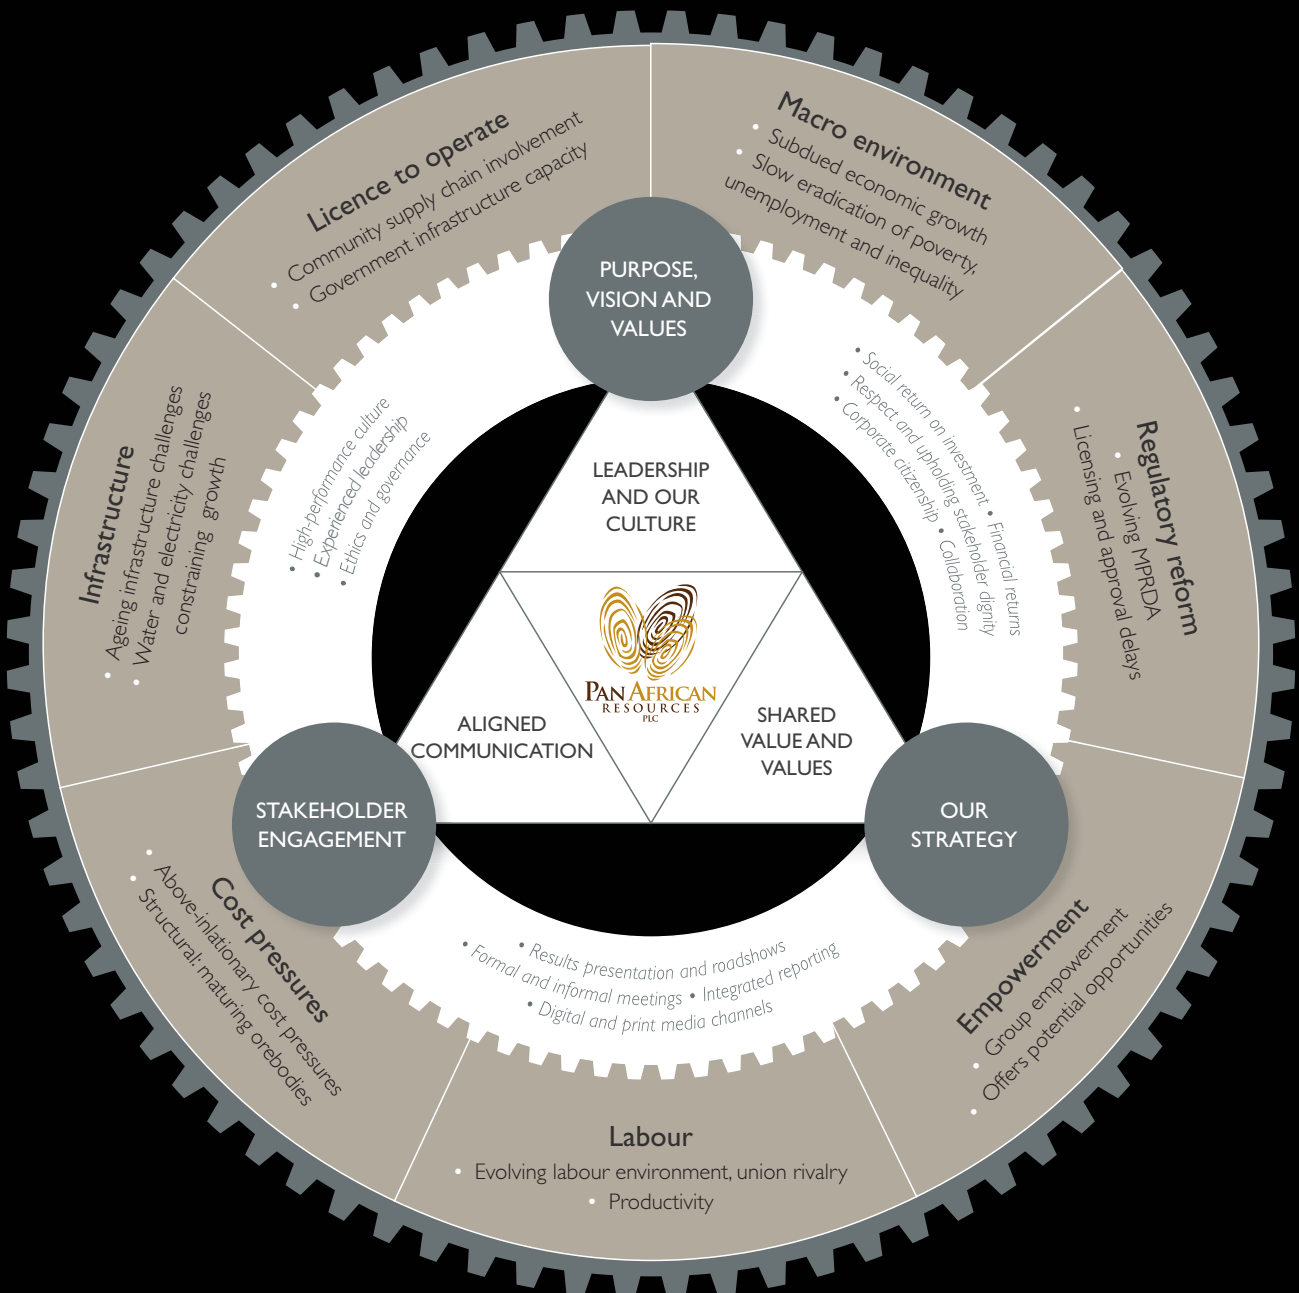 Macro environment
• Subdued economic growth
• Slow eradication of poverty,
unemployment and inequality
Regulatory reform
• Evolving MPRDA
• Licensing and approval delays
Empowerment
• Group empowerment
• Offers potential opportunities
Labour
• Evolving labour environment, union rivalry
• Productivity
Cost pressures
• Above-inlationary cost pressures
• Structural: maturing orebodies
Infrastructure
• Ageing infrastructure challenges
• Water and electricity challenges
constraining growth
Licence to operate
• Community supply chain involvement
• Government infrastructure capacity
PURPOSE,
VISION AND
VALUES
• Social return on investment • Financial returns
• Respect and upholding stakeholder dignity
• Corporate citizenship • Collaboration
OUR
STRATEGY
• Results presentation and roadshows
• Formal and informal meetings • Integrated reporting
• Digital and print media channels
STAKEHOLDER
ENGAGEMENT
• High-performance culture
• Experienced leadership
• Ethics and governance
LEADERSHIP
AND OUR
CULTURE
PAN AFRICAN
RESOURCES
PLC
ALIGNED
COMMUNICATION
SHARED
VALUE AND
VALUES